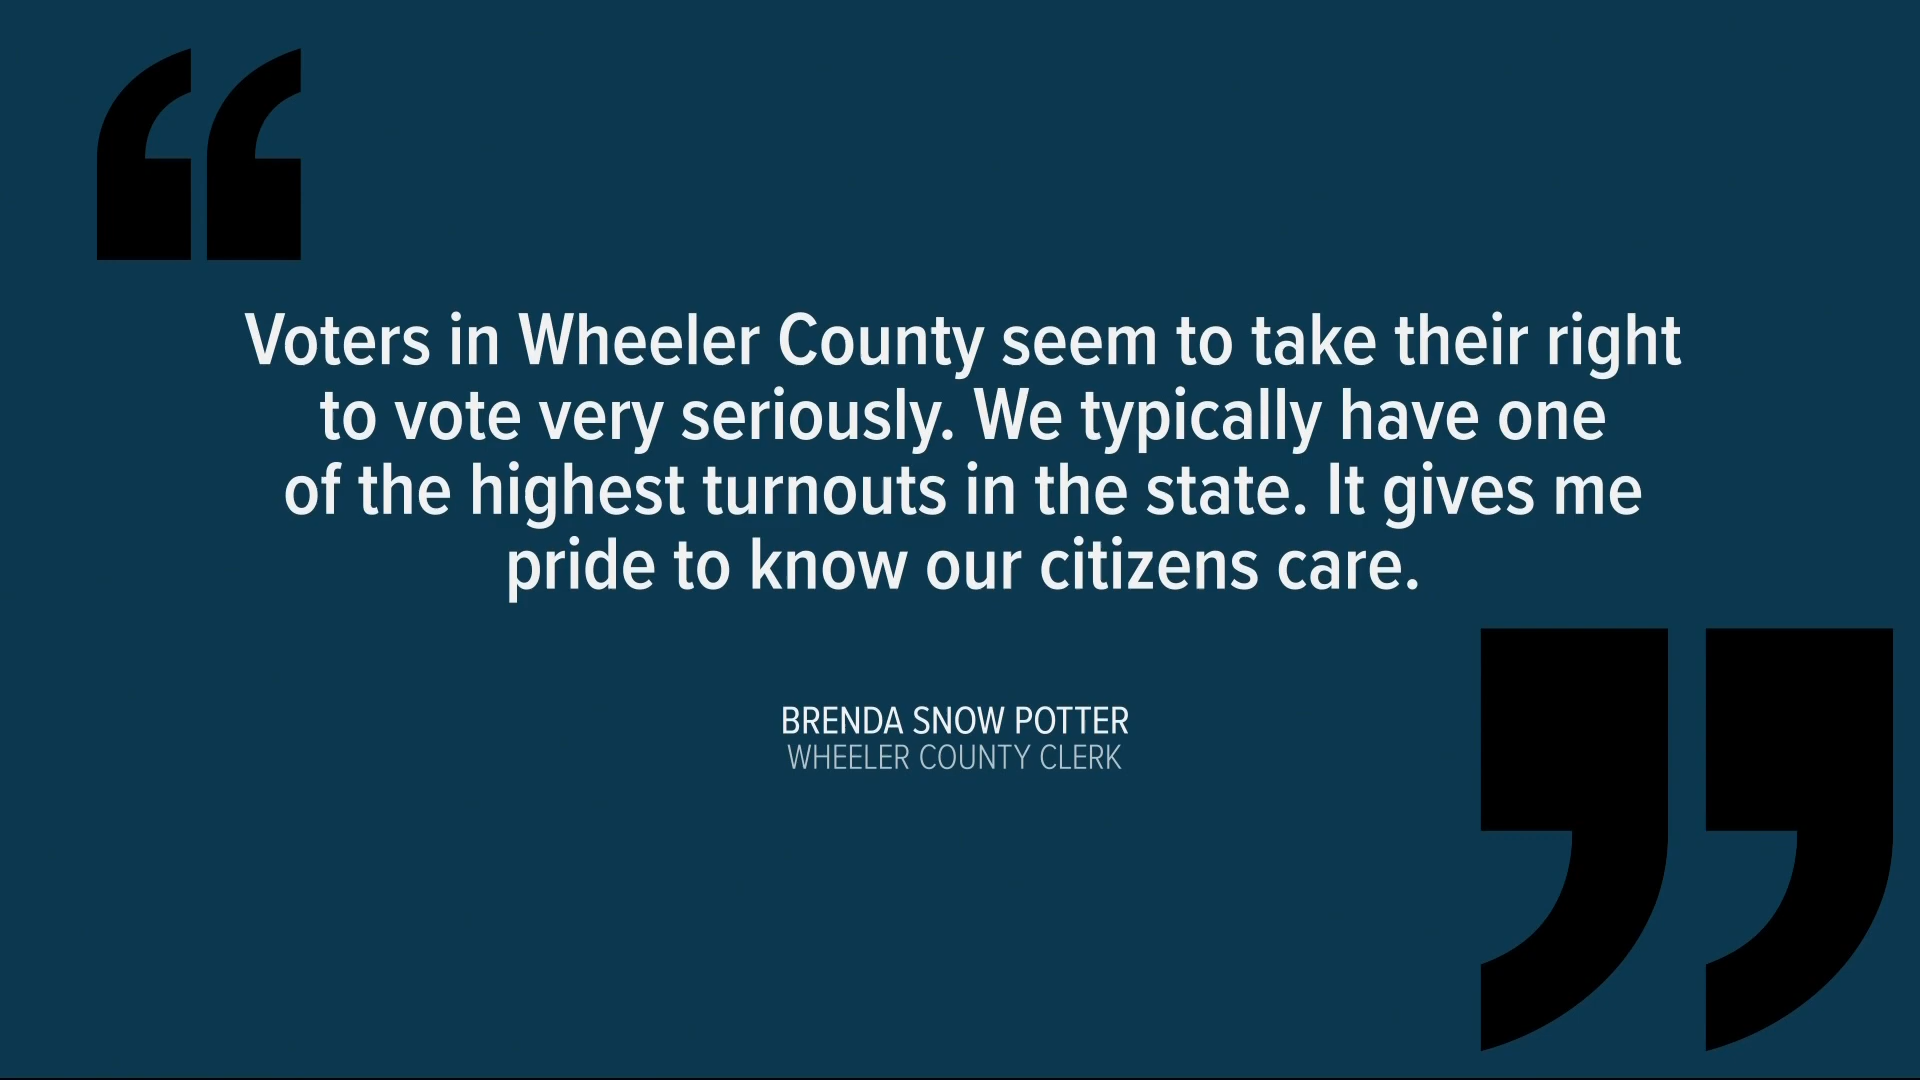 “
Voters in Wheeler County seem to take their right
to vote very seriously. We typically have one
of the highest turnouts in the state. It gives me
pride to know our citizens care.
”
BRENDA SNOW POTTER
WHEELER COUNTY CLERK